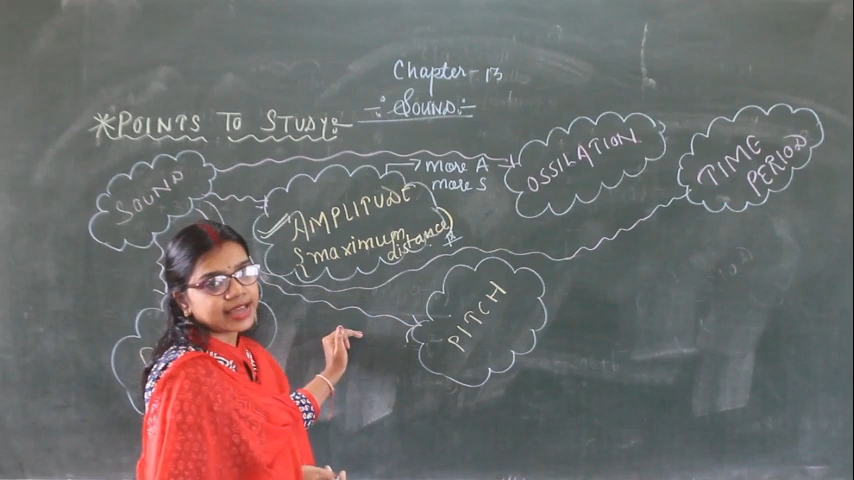 Chapter - 13
-: SOUND :-
*POINTS TO STUDY:-
SOUND
AMPLITUDE
maximum
distance
→ more A
more S
OSSILATION
TIME
PERIOD
PITCH